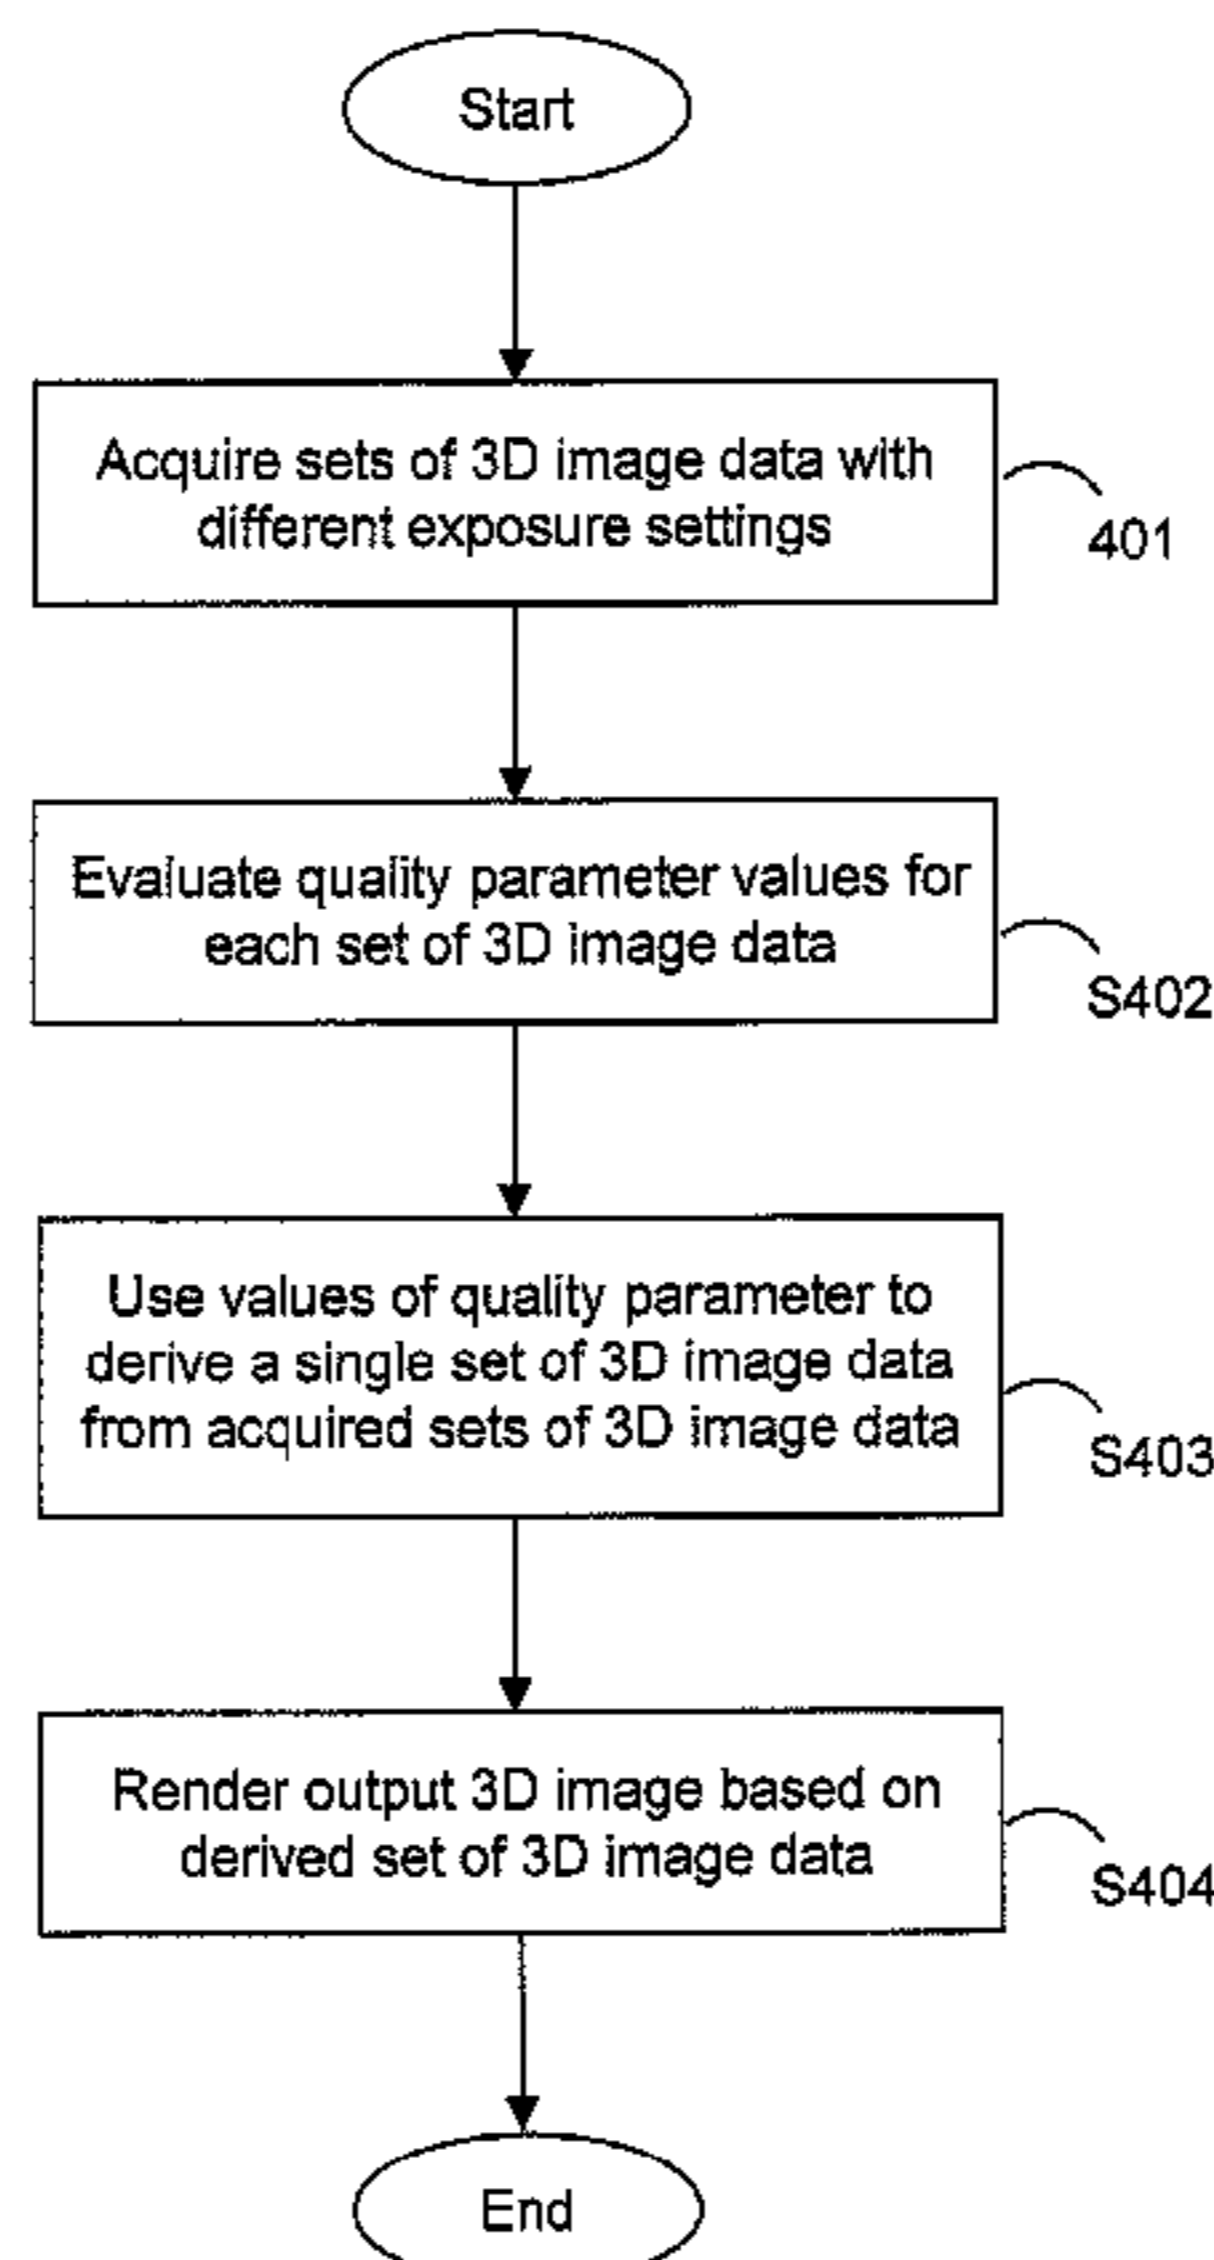 Start
Acquire sets of 3D image data with
different exposure settings
401
Evaluate quality parameter values for
each set of 3D image data
S402
Use values of quality parameter to
derive a single set of 3D image data
from acquired sets of 3D image data
S403
Render output 3D image based on
derived set of 3D image data
S404
End